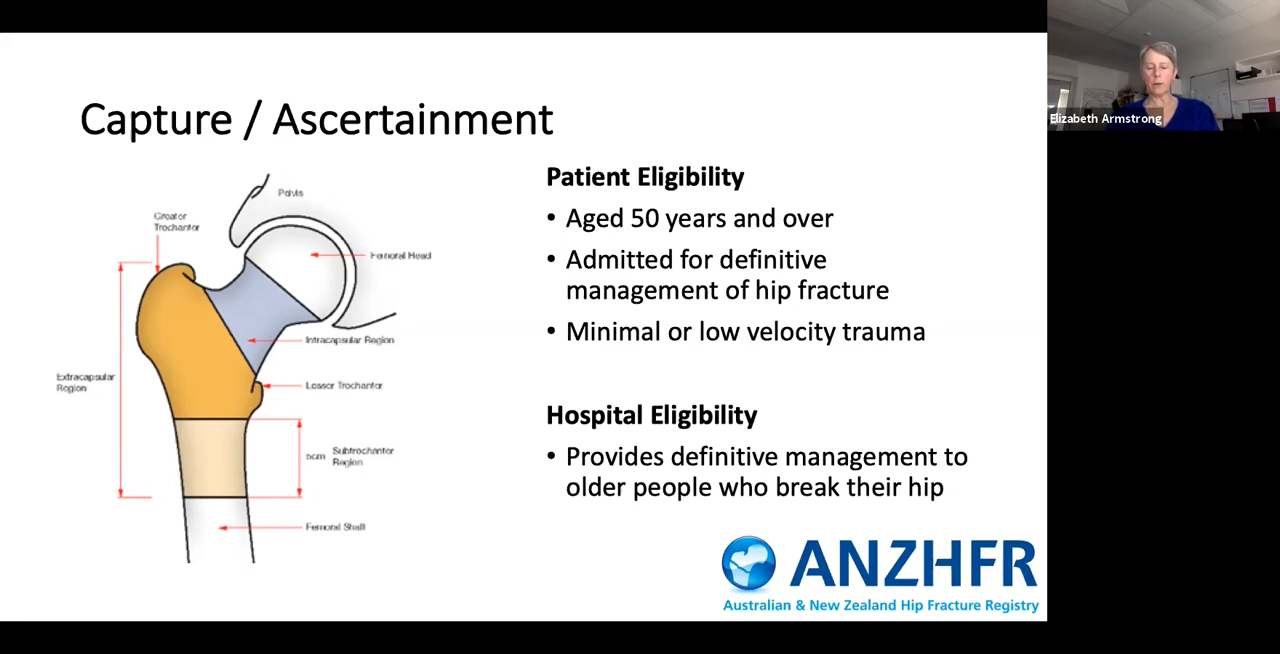 Capture / Ascertainment
Pelvis
Greater
Trochanter
Femoral Head
Intracapsular Region
Lesser Trochanter
Extracapsular
Region
5cm
Subtrochanter
Region
Femoral Shaft
Patient Eligibility
• Aged 50 years and over
• Admitted for definitive
management of hip fracture
• Minimal or low velocity trauma
Hospital Eligibility
• Provides definitive management to
older people who break their hip
ANZHFR
Australian & New Zealand Hip Fracture Registry
Elizabeth Armstrong